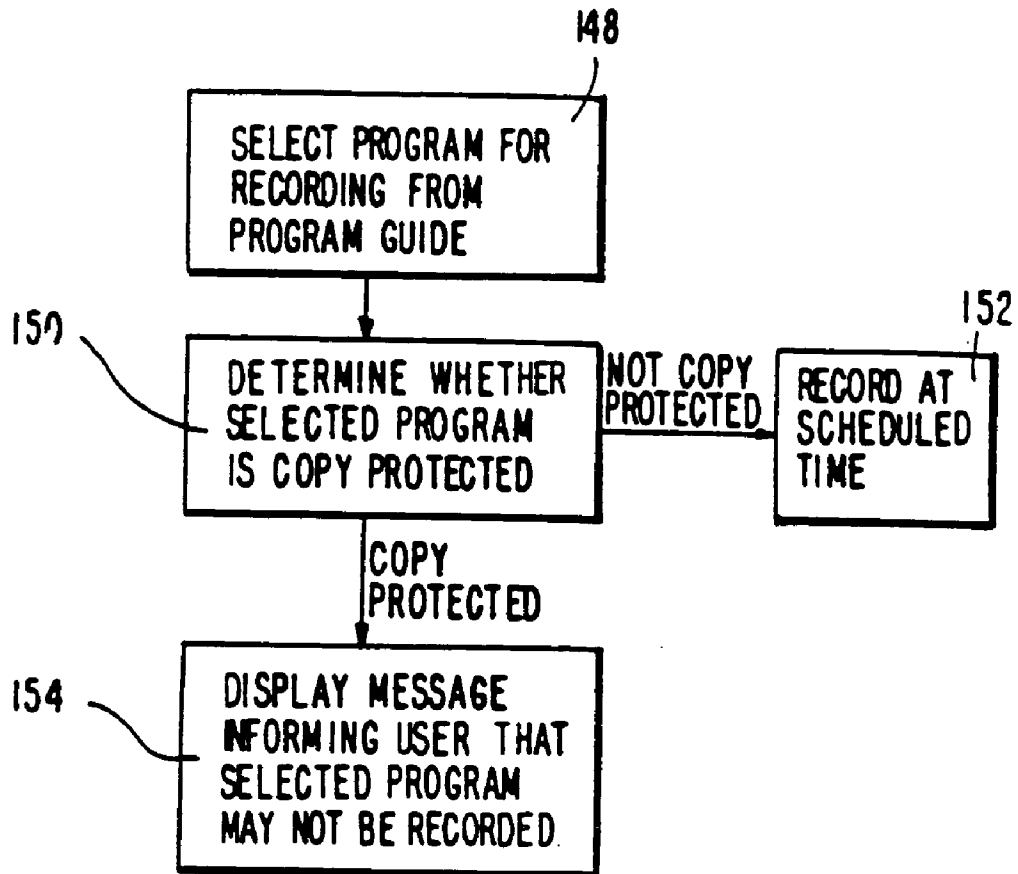 148
SELECT PROGRAM FOR
RECORDING FROM
PROGRAM GUIDE
150
DETERMINE WHETHER
SELECTED PROGRAM
IS COPY PROTECTED
NOT COPY
PROTECTED
152
RECORD AT
SCHEDULED
TIME
COPY
PROTECTED
154
DISPLAY MESSAGE
INFORMING USER THAT
SELECTED PROGRAM
MAY NOT BE RECORDED